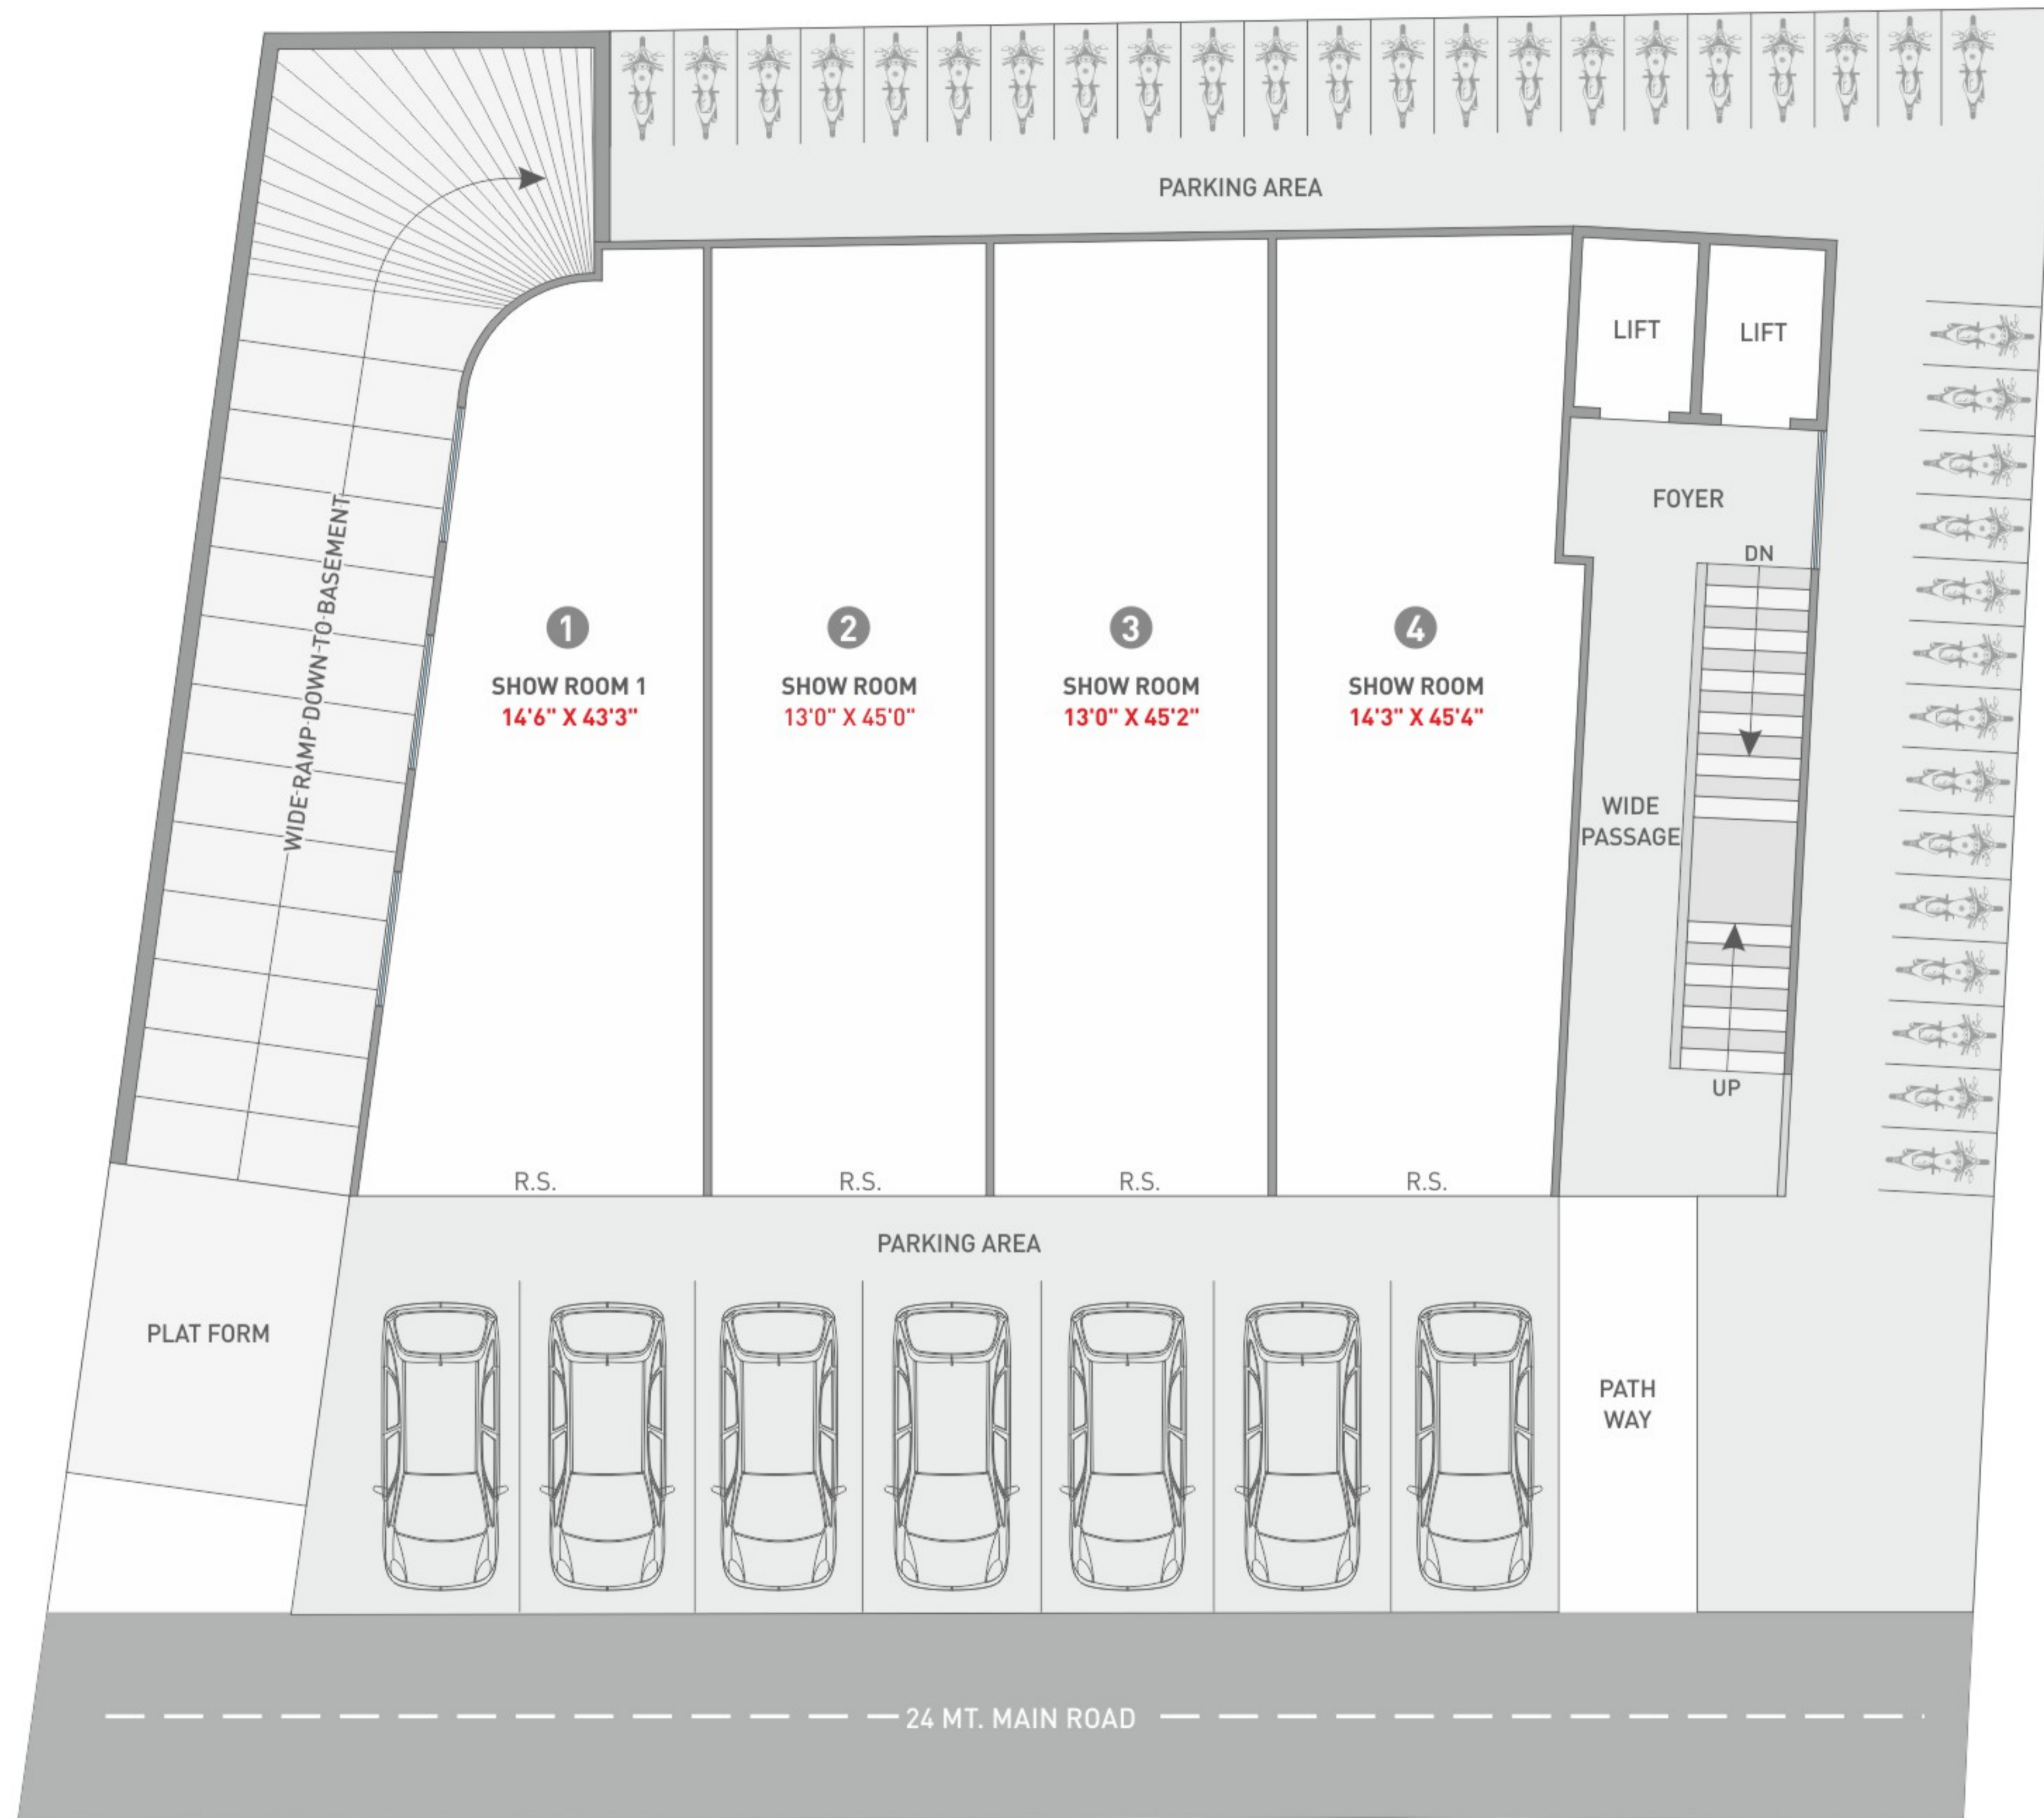 PARKING AREA
LIFT
LIFT
FOYER
DN
WIDE RAMP DOWN TO BASEMENT
1
SHOW ROOM 1
14'6" X 43'3"
2
SHOW ROOM
13'0" X 45'0"
3
SHOW ROOM
13'0" X 45'2"
4
SHOW ROOM
14'3" X 45'4"
WIDE
PASSAGE
UP
R.S.
R.S.
R.S.
R.S.
PARKING AREA
PLAT FORM
PATH
WAY
24 MT. MAIN ROAD